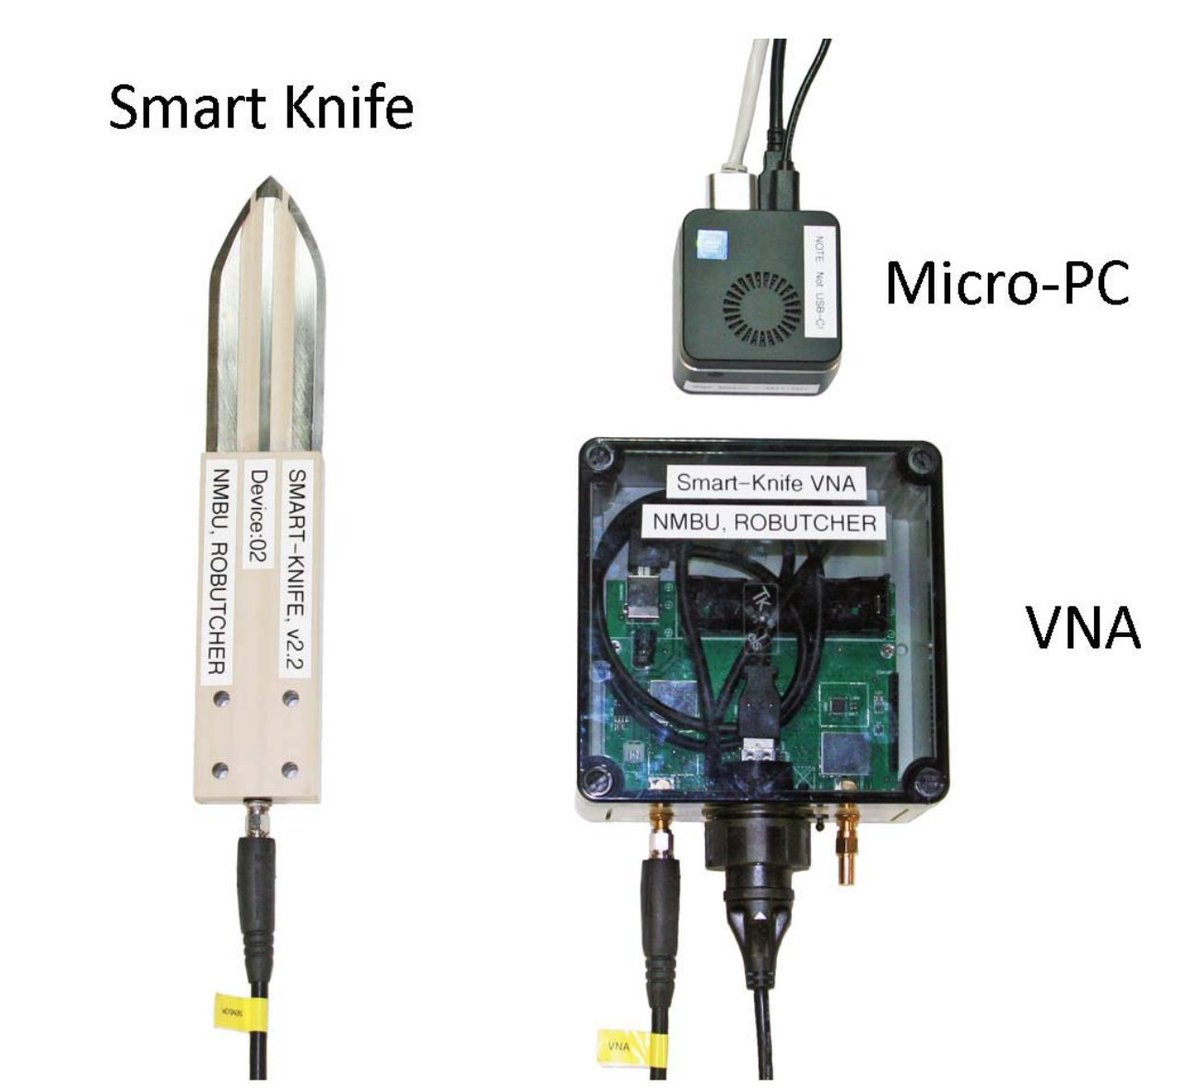 Smart Knife
Micro-PC
NOTE: Not USB-C!
Smart-Knife VNA
NMBU, ROBUTCHER
VNA
SMART-KNIFE, v2.2
Device:02
NMBU, ROBUTCHER
SENSOR
VNA